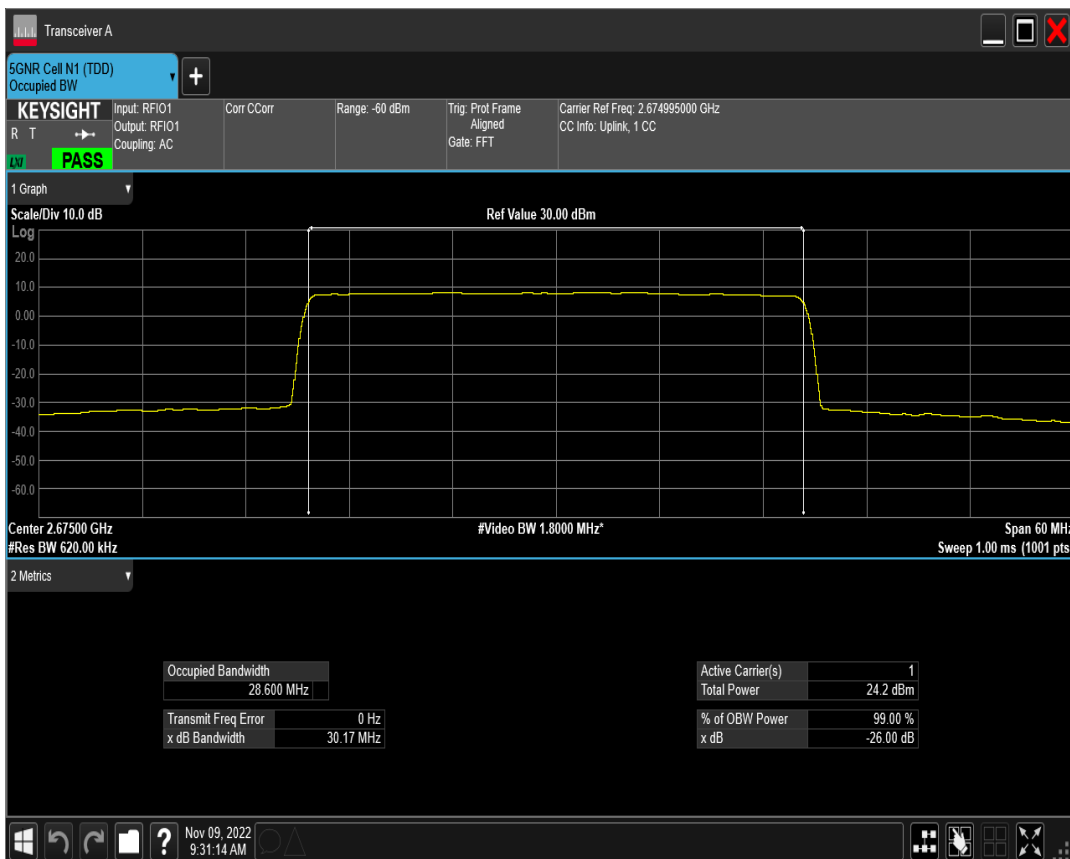 Transceiver A
5GNR Cell N1 (TDD)
Occupied BW
+
KEYSIGHT
R T
LXI
PASS
Input: RFIO1
Output: RFIO1
Coupling: AC
Corr CCorr
Range: -60 dBm
Trig: Prot Frame
Aligned
Gate: FFT
Carrier Ref Freq: 2.674995000 GHz
CC Info: Uplink, 1 CC
1 Graph
Scale/Div 10.0 dB
Ref Value 30.00 dBm
Log
20.0
10.0
0.00
-10.0
-20.0
-30.0
-40.0
-50.0
-60.0
Center 2.67500 GHz
#Video BW 1.8000 MHz*
Span 60 MHz
#Res BW 620.00 kHz
Sweep 1.00 ms (1001 pts
2 Metrics
Occupied Bandwidth
28.600 MHz
Transmit Freq Error 0 Hz
x dB Bandwidth 30.17 MHz
Active Carrier(s) 1
Total Power 24.2 dBm
% of OBW Power 99.00 %
x dB -26.00 dB
?
Nov 09, 2022
9:31:14 AM